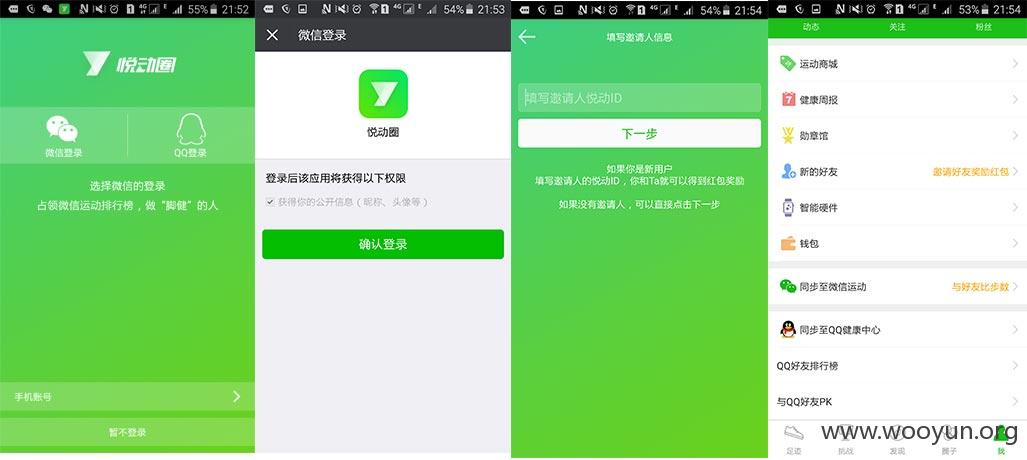 55% 21:52
悦动圈
微信登录
QQ登录
选择微信的登录
占领微信运动排行榜，做“脚健”的人
手机账号
暂不登录
54% 21:53
微信登录
悦动圈
登录后该应用将获得以下权限
获得你的公开信息（昵称、头像等）
确认登录
54% 21:54
填写邀请人信息
填写邀请人悦动ID
下一步
如果你是新用户
填写邀请人的悦动ID，你和Ta就可以得到红包奖励
如果没有邀请人，可以直接点击下一步
53% 21:54
动态 关注 粉丝
运动商城
健康周报
勋章馆
新的好友 邀请好友奖励红包
智能硬件
钱包
同步至微信运动 与好友比步数
同步至QQ健康中心
QQ好友排行榜
与QQ好友PK
足迹 挑战 发现 圈子 我
www.wooyun.org